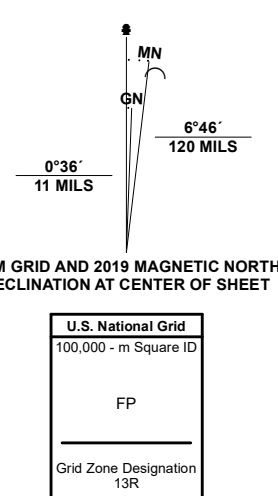 MN
GN
6°46´
120 MILS
0°36´
11 MILS
M GRID AND 2019 MAGNETIC NORTH
ECLINATION AT CENTER OF SHEET
U.S. National Grid
100,000 - m Square ID
FP
Grid Zone Designation
13R